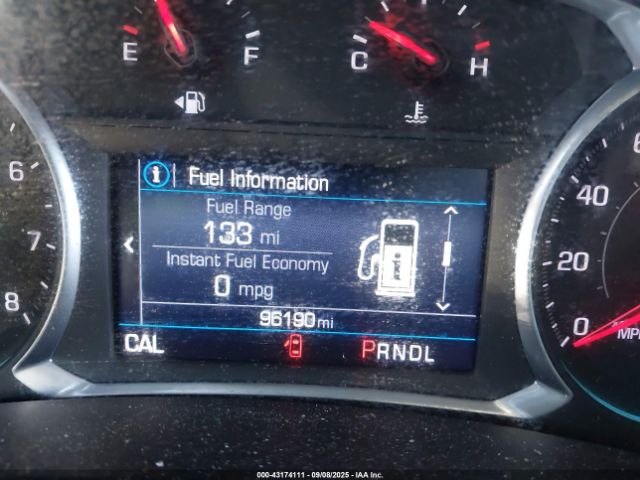 E F
C H
6
7
8
i Fuel Information
Fuel Range
133 mi
Instant Fuel Economy
0 mpg
96190 mi
CAL
PRNDL
40
20
0
MPH
000-43174111 - 09/08/2025 - IAA Inc.